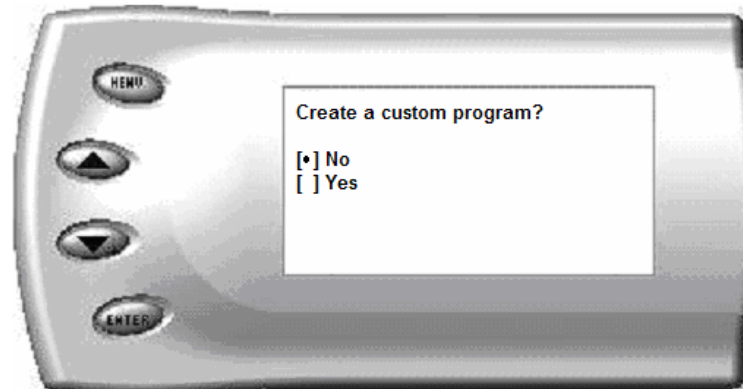 MENU
Create a custom program?
[•] No
[ ] Yes
ENTER